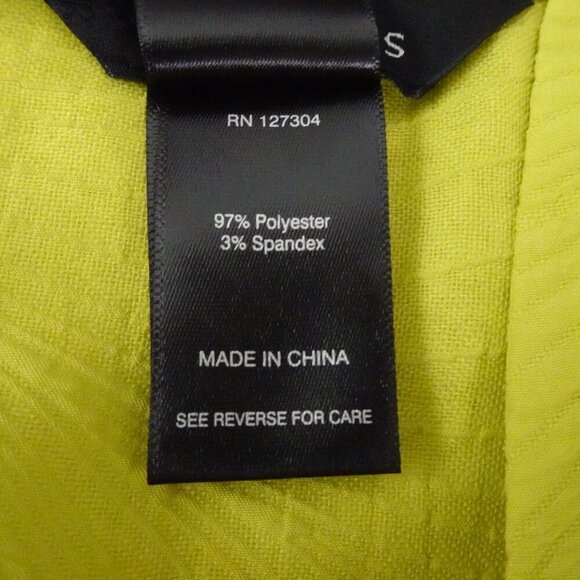 S
RN 127304
97% Polyester
3% Spandex
MADE IN CHINA
SEE REVERSE FOR CARE